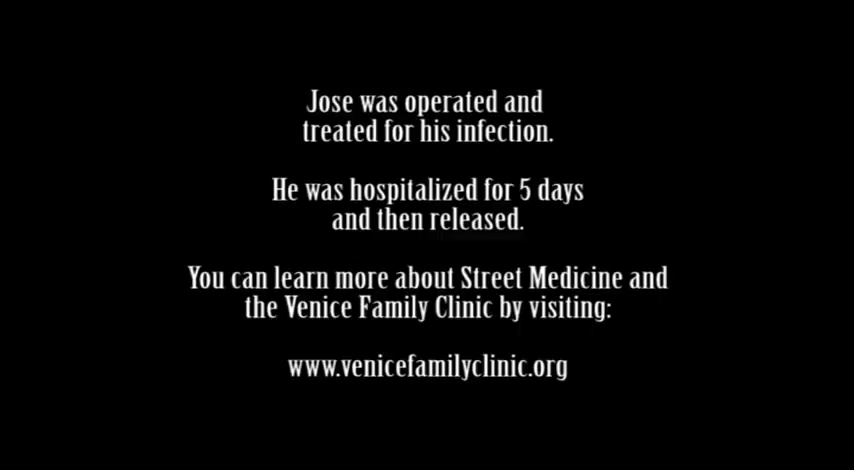 Jose was operated and
treated for his infection.
He was hospitalized for 5 days
and then released.
You can learn more about Street Medicine and
the Venice Family Clinic by visiting:
www.venicefamilyclinic.org